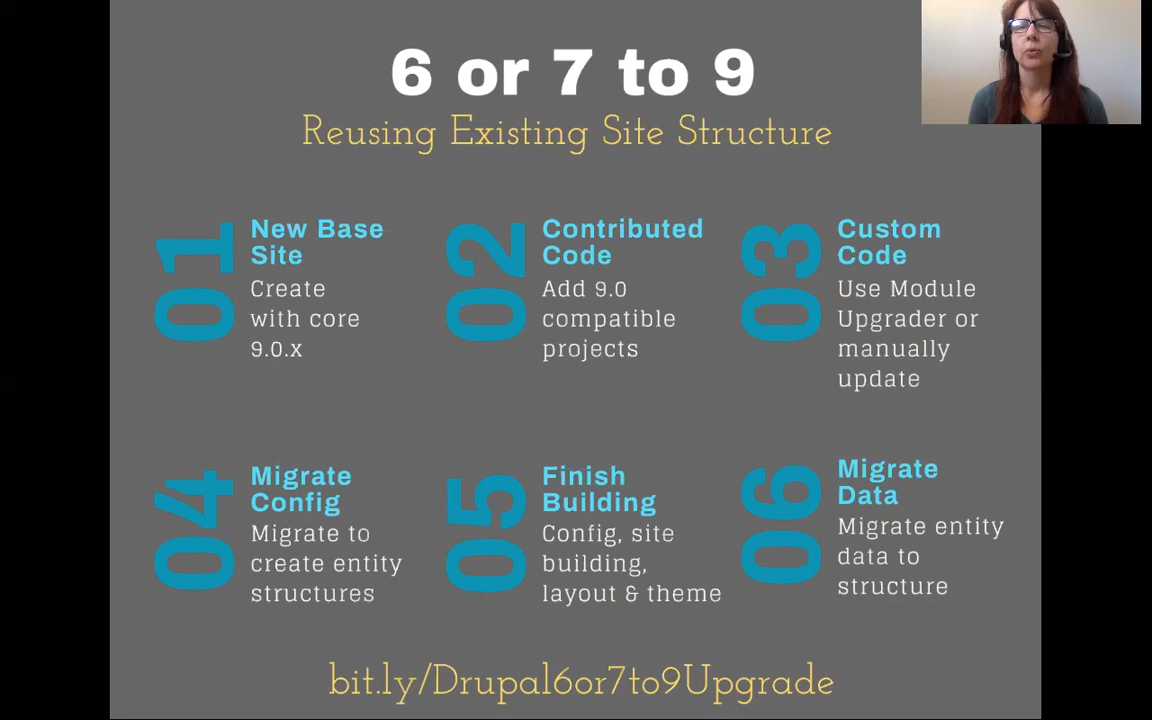 6 or 7 to 9
Reusing Existing Site Structure
01
New Base
Site
Create
with core
9.0.x
02
Contributed
Code
Add 9.0
compatible
projects
03
Custom
Code
Use Module
Upgrader or
manually
update
04
Migrate
Config
Migrate to
create entity
structures
05
Finish
Building
Config, site
building,
layout & theme
06
Migrate
Data
Migrate entity
data to
structure
bit.ly/Drupal6or7to9Upgrade